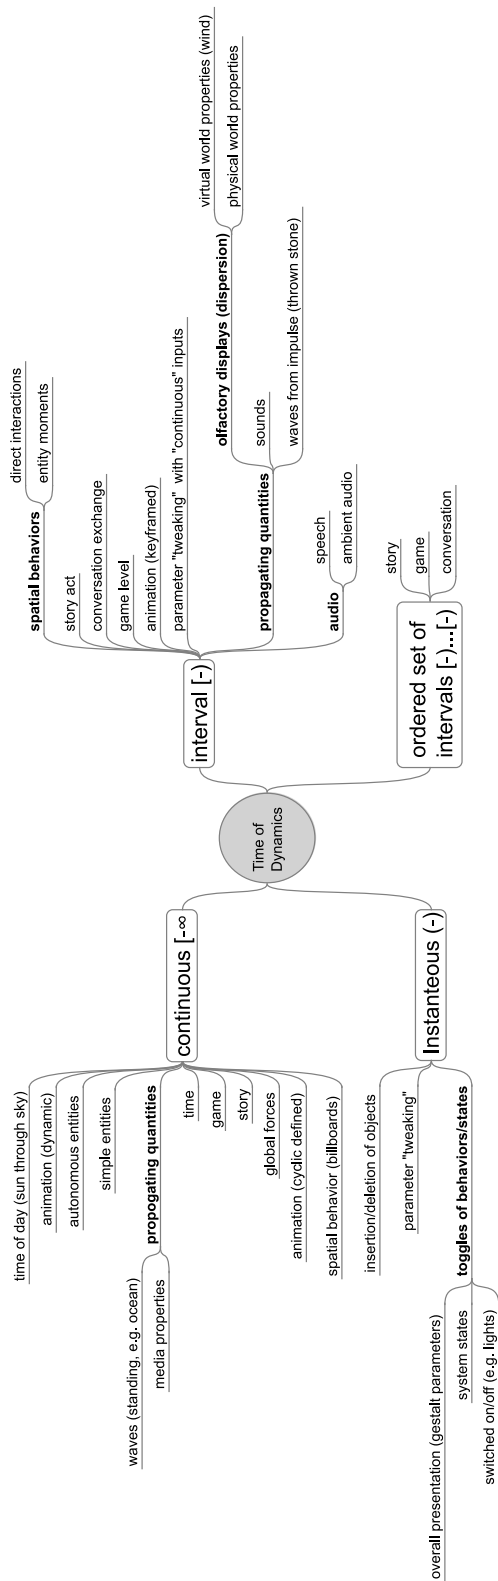 Time of
Dynamics
continuous [-∞
time of day (sun through sky)
animation (dynamic)
autonomous entities
simple entities
propogating quantities
waves (standing, e.g. ocean)
media properties
time
game
story
global forces
animation (cyclic defined)
spatial behavior (billboards)
Instanteous (-)
insertion/deletion of objects
parameter "tweaking"
toggles of behaviors/states
overall presentation (gestalt parameters)
system states
switched on/off (e.g. lights)
interval [-)
spatial behaviors
direct interactions
entity moments
story act
conversation exchange
game level
animation (keyframed)
parameter "tweaking"  with "continuous" inputs
propagating quantities
olfactory displays (dispersion)
virtual world properties (wind)
physical world properties
sounds
waves from impulse (thrown stone)
audio
speech
ambient audio
ordered set of
intervals [-)...[-)
story
game
conversation